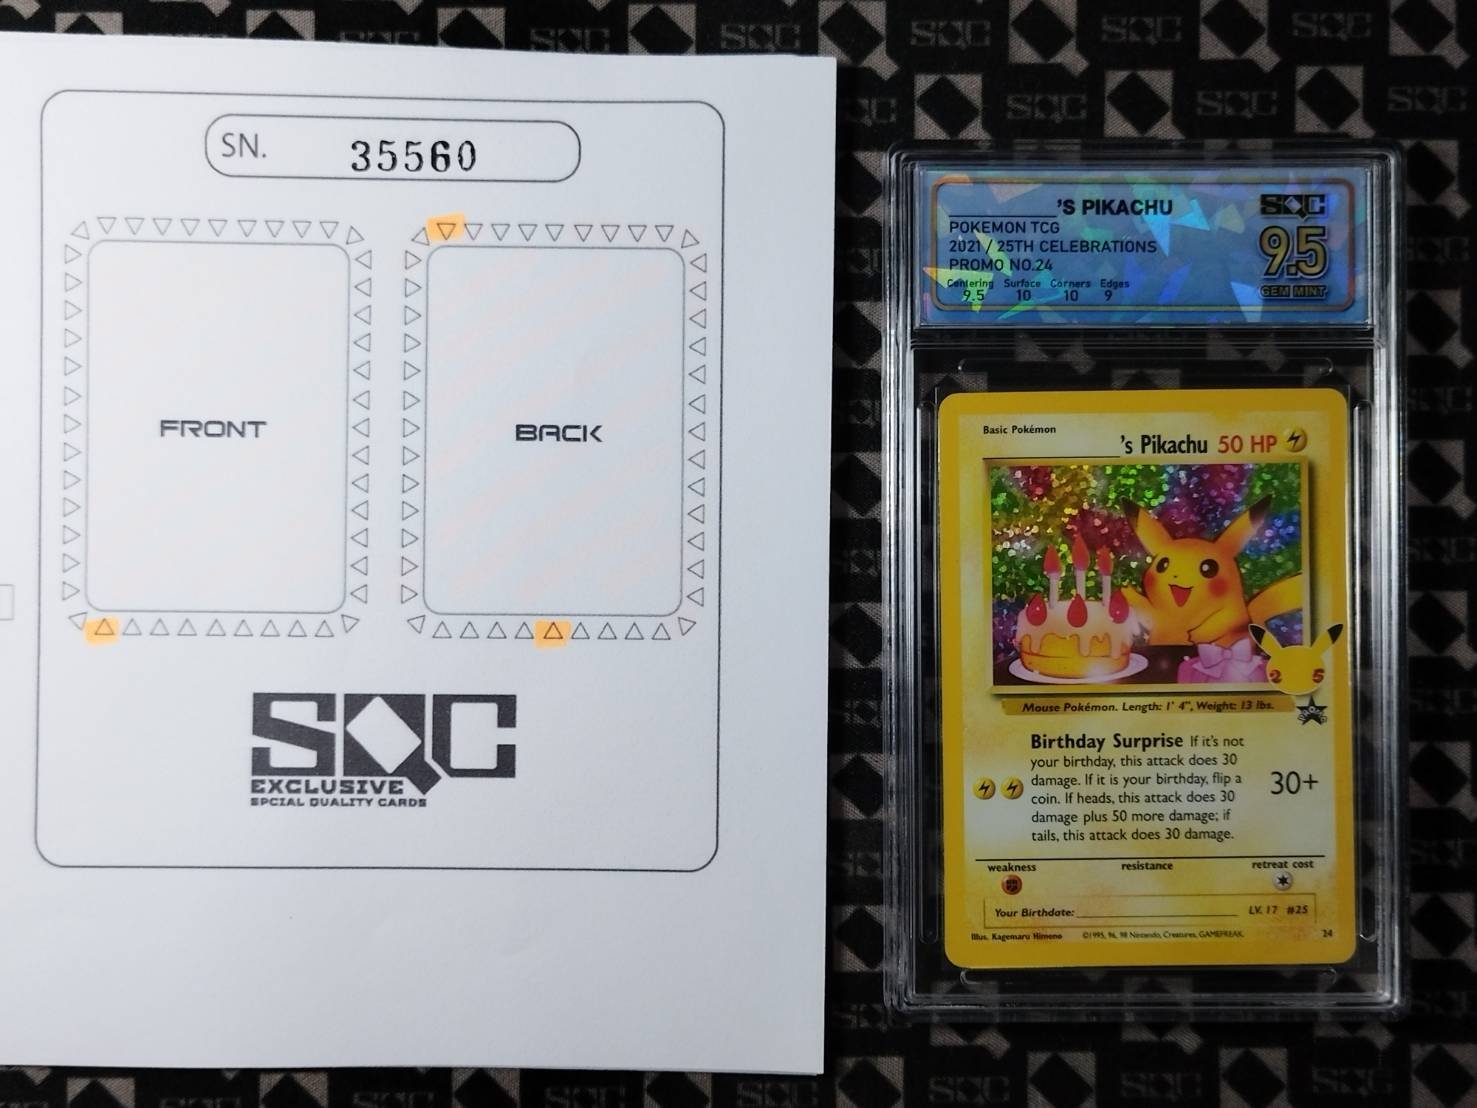 SN. 35560
FRONT
BACK
SQC
EXCLUSIVE
SPCIAL QUALITY CARDS
_________'S PIKACHU
POKEMON TCG
2021 / 25TH CELEBRATIONS
PROMO NO.24
Centering Surface Corners Edges
9.5 10 10 9
SQC
9.5
GEM MINT
Basic Pokémon
_________'s Pikachu 50 HP
25
Mouse Pokémon. Length: 1' 4", Weight: 13 lbs.
Birthday Surprise If it's not
your birthday, this attack does 30
damage. If it is your birthday, flip a
coin. If heads, this attack does 30
damage plus 50 more damage; if
tails, this attack does 30 damage.
30+
weakness resistance retreat cost
Your Birthdate:_________ LV. 17 #25
Illus. Kagemaru Himeno ©1995, 96, 98 Nintendo, Creatures, GAMEFREAK. 24